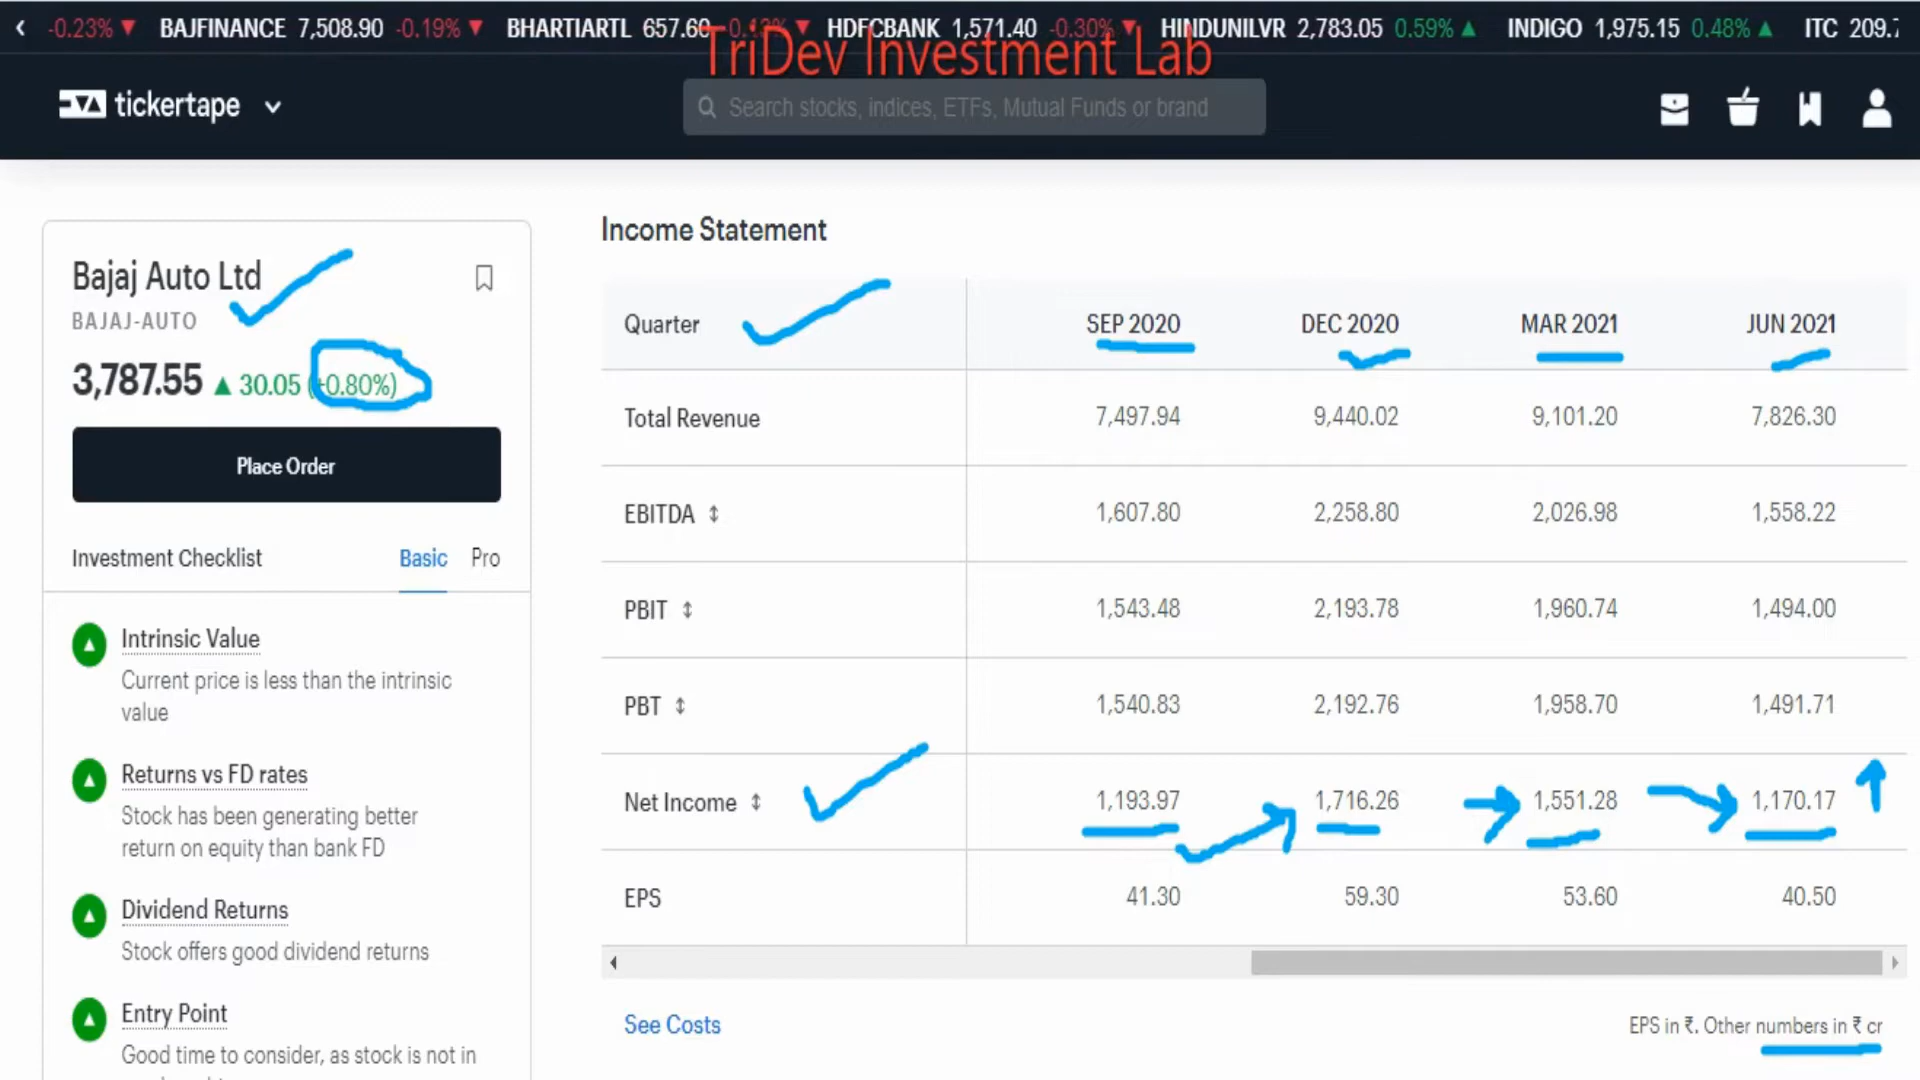 -0.23% ▼ BAJFINANCE 7,508.90 -0.19% ▼ BHARTIARTL 657.60 -0.13% ▼ HDFCBANK 1,571.40 -0.30% ▼ HINDUNILVR 2,783.05 0.59% ▲ INDIGO 1,975.15 0.48% ▲ ITC 209.7
TriDev Investment Lab
tickertape
Search stocks, indices, ETFs, Mutual Funds or brand
Bajaj Auto Ltd
BAJAJ-AUTO
3,787.55 ▲ 30.05 (+0.80%)
Place Order
Investment Checklist Basic Pro
Intrinsic Value
Current price is less than the intrinsic
value
Returns vs FD rates
Stock has been generating better
return on equity than bank FD
Dividend Returns
Stock offers good dividend returns
Entry Point
Good time to consider, as stock is not in
Income Statement
Quarter SEP 2020 DEC 2020 MAR 2021 JUN 2021
Total Revenue 7,497.94 9,440.02 9,101.20 7,826.30
EBITDA 1,607.80 2,258.80 2,026.98 1,558.22
PBIT 1,543.48 2,193.78 1,960.74 1,494.00
PBT 1,540.83 2,192.76 1,958.70 1,491.71
Net Income 1,193.97 1,716.26 1,551.28 1,170.17
EPS 41.30 59.30 53.60 40.50
See Costs
EPS in ₹. Other numbers in ₹ cr